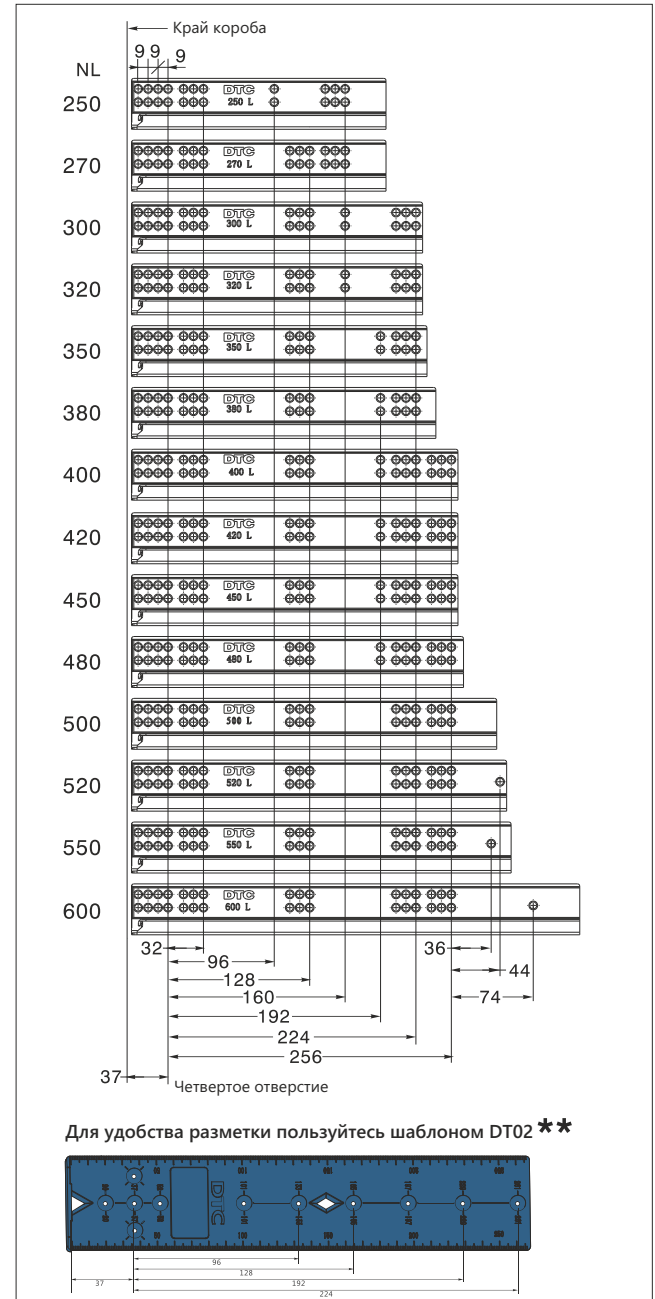 Край короба
9 9 9
NL
250 DTC 250 L
270 DTC 270 L
300 DTC 300 L
320 DTC 320 L
350 DTC 350 L
380 DTC 380 L
400 DTC 400 L
420 DTC 420 L
450 DTC 450 L
480 DTC 480 L
500 DTC 500 L
520 DTC 520 L
550 DTC 550 L
600 DTC 600 L
32 36
96 44
128
160 74
192
224
256
37
Четвертое отверстие
Для удобства разметки пользуйтесь шаблоном DT02 **
DTC
96
128
37 192
224